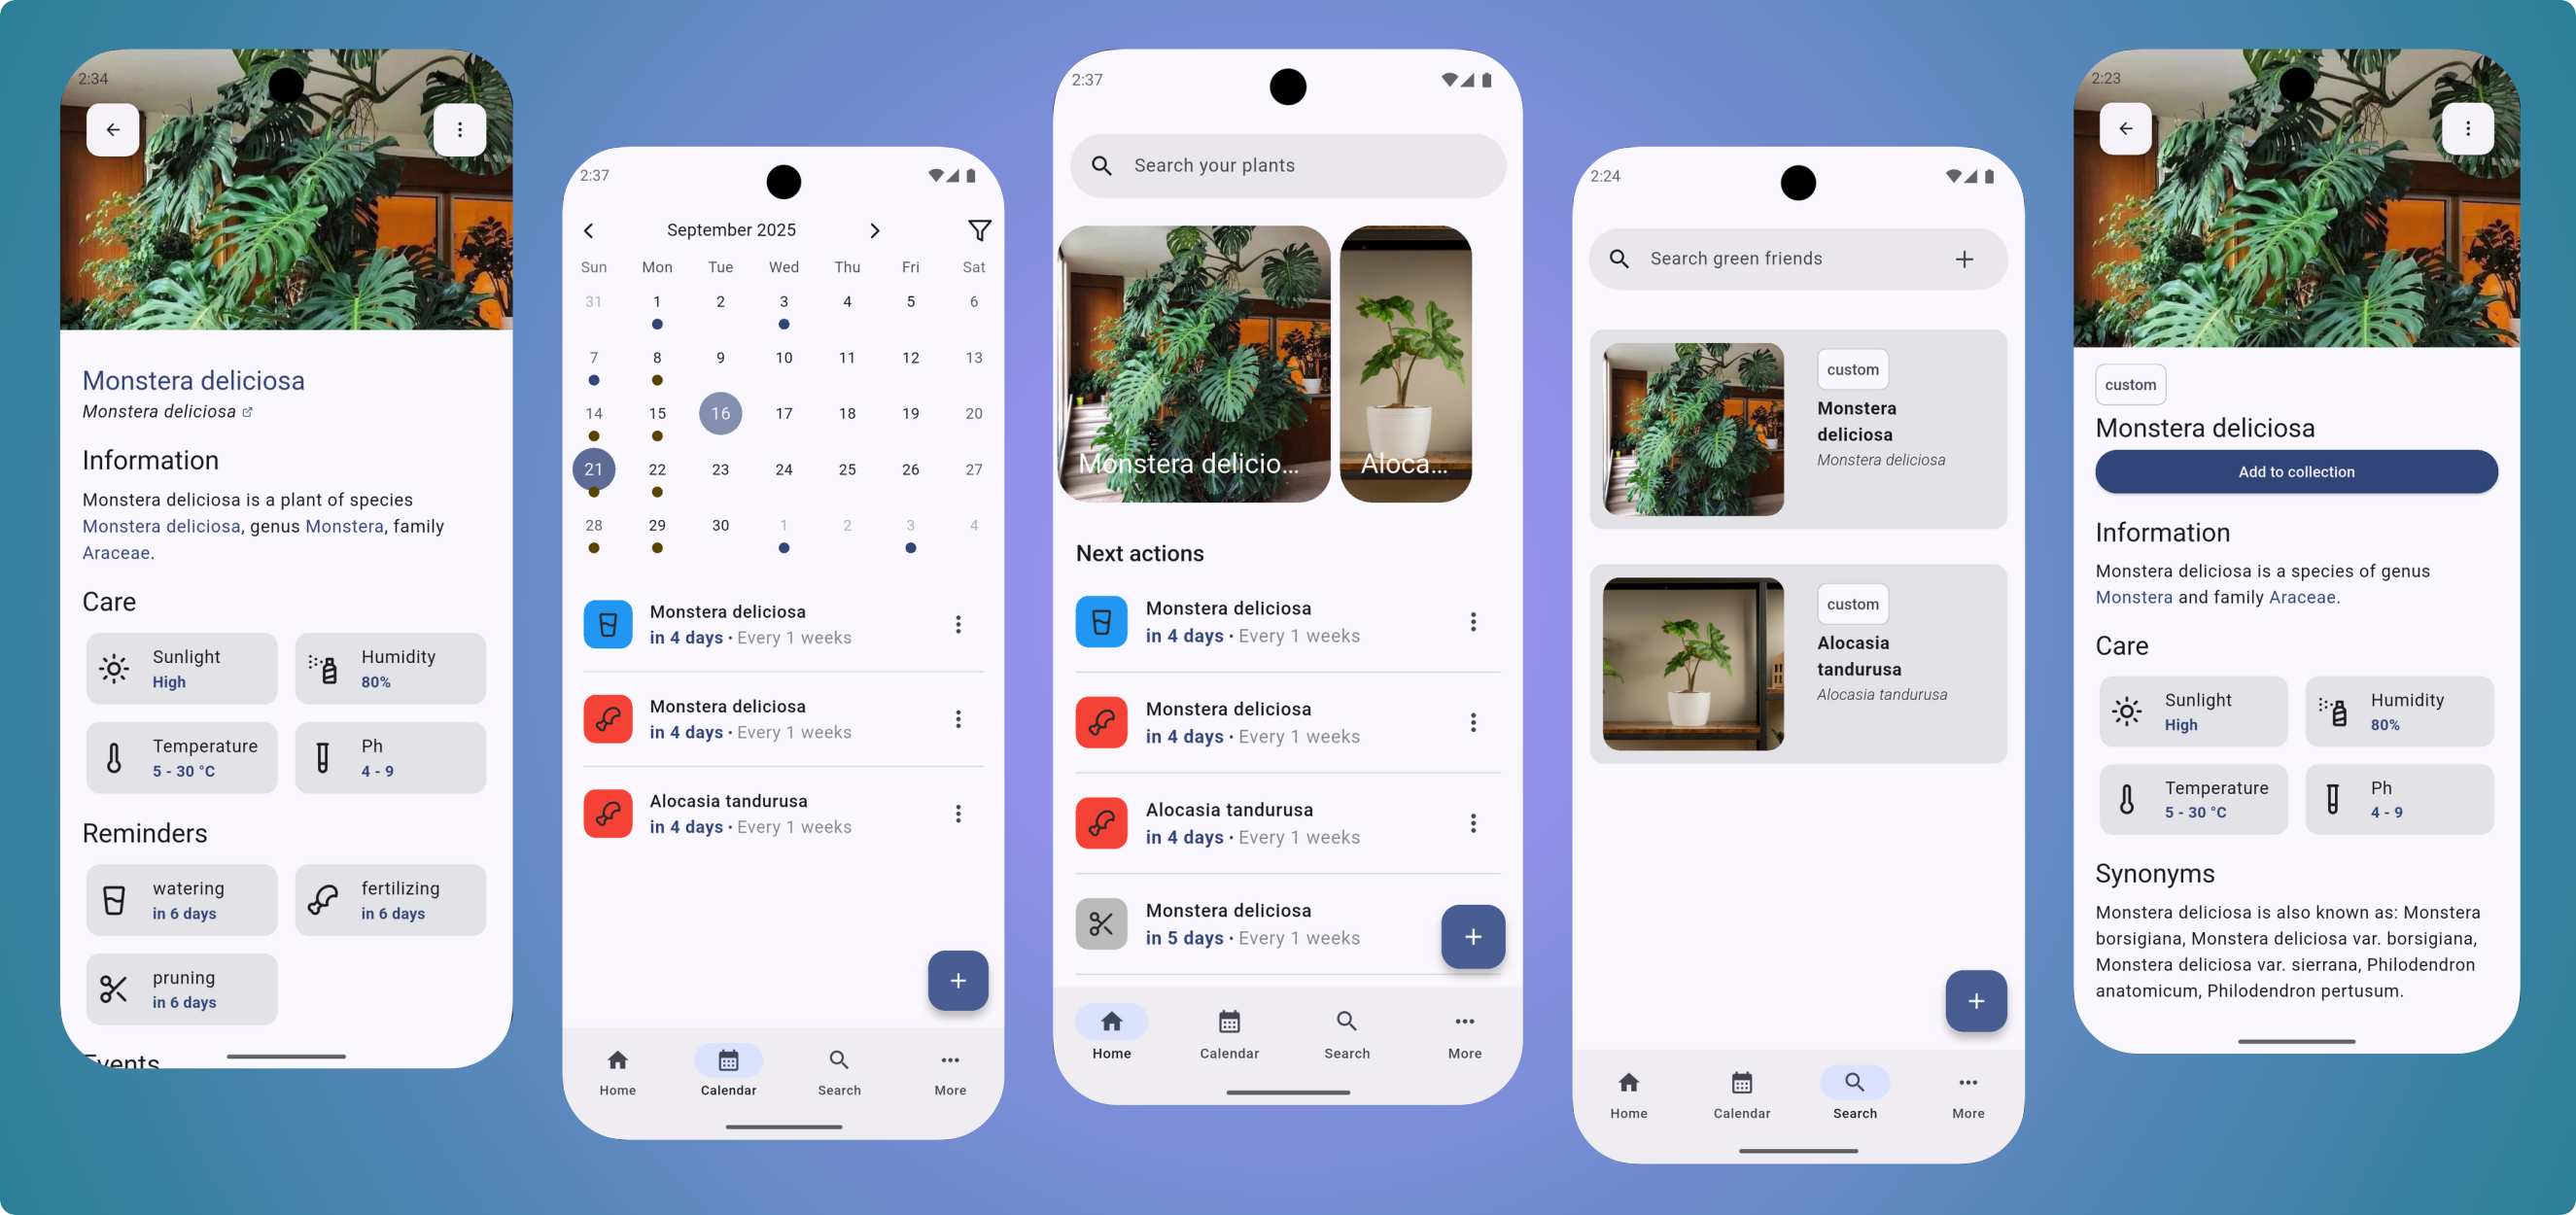 2:34
Monstera deliciosa
Monstera deliciosa
Information
Monstera deliciosa is a plant of species
Monstera deliciosa, genus Monstera, family
Araceae.
Care
Sunlight
High
Humidity
80%
Temperature
5 - 30 °C
Ph
4 - 9
Reminders
watering
in 6 days
fertilizing
in 6 days
pruning
in 6 days
Events
2:37
September 2025
Sun Mon Tue Wed Thu Fri Sat
31 1 2 3 4 5 6
7 8 9 10 11 12 13
14 15 16 17 18 19 20
21 22 23 24 25 26 27
28 29 30 1 2 3 4
Monstera deliciosa
in 4 days • Every 1 weeks
Monstera deliciosa
in 4 days • Every 1 weeks
Alocasia tandurusa
in 4 days • Every 1 weeks
+
Home Calendar Search More
2:37
Search your plants
Monstera delicio...
Aloca...
Next actions
Monstera deliciosa
in 4 days • Every 1 weeks
Monstera deliciosa
in 4 days • Every 1 weeks
Alocasia tandurusa
in 4 days • Every 1 weeks
Monstera deliciosa
in 5 days • Every 1 weeks
+
Home Calendar Search More
2:24
Search green friends +
custom
Monstera
deliciosa
Monstera deliciosa
custom
Alocasia
tandurusa
Alocasia tandurusa
+
Home Calendar Search More
2:23
custom
Monstera deliciosa
Add to collection
Information
Monstera deliciosa is a species of genus
Monstera and family Araceae.
Care
Sunlight
High
Humidity
80%
Temperature
5 - 30 °C
Ph
4 - 9
Synonyms
Monstera deliciosa is also known as: Monstera
borsigiana, Monstera deliciosa var. borsigiana,
Monstera deliciosa var. sierrana, Philodendron
anatomicum, Philodendron pertusum.